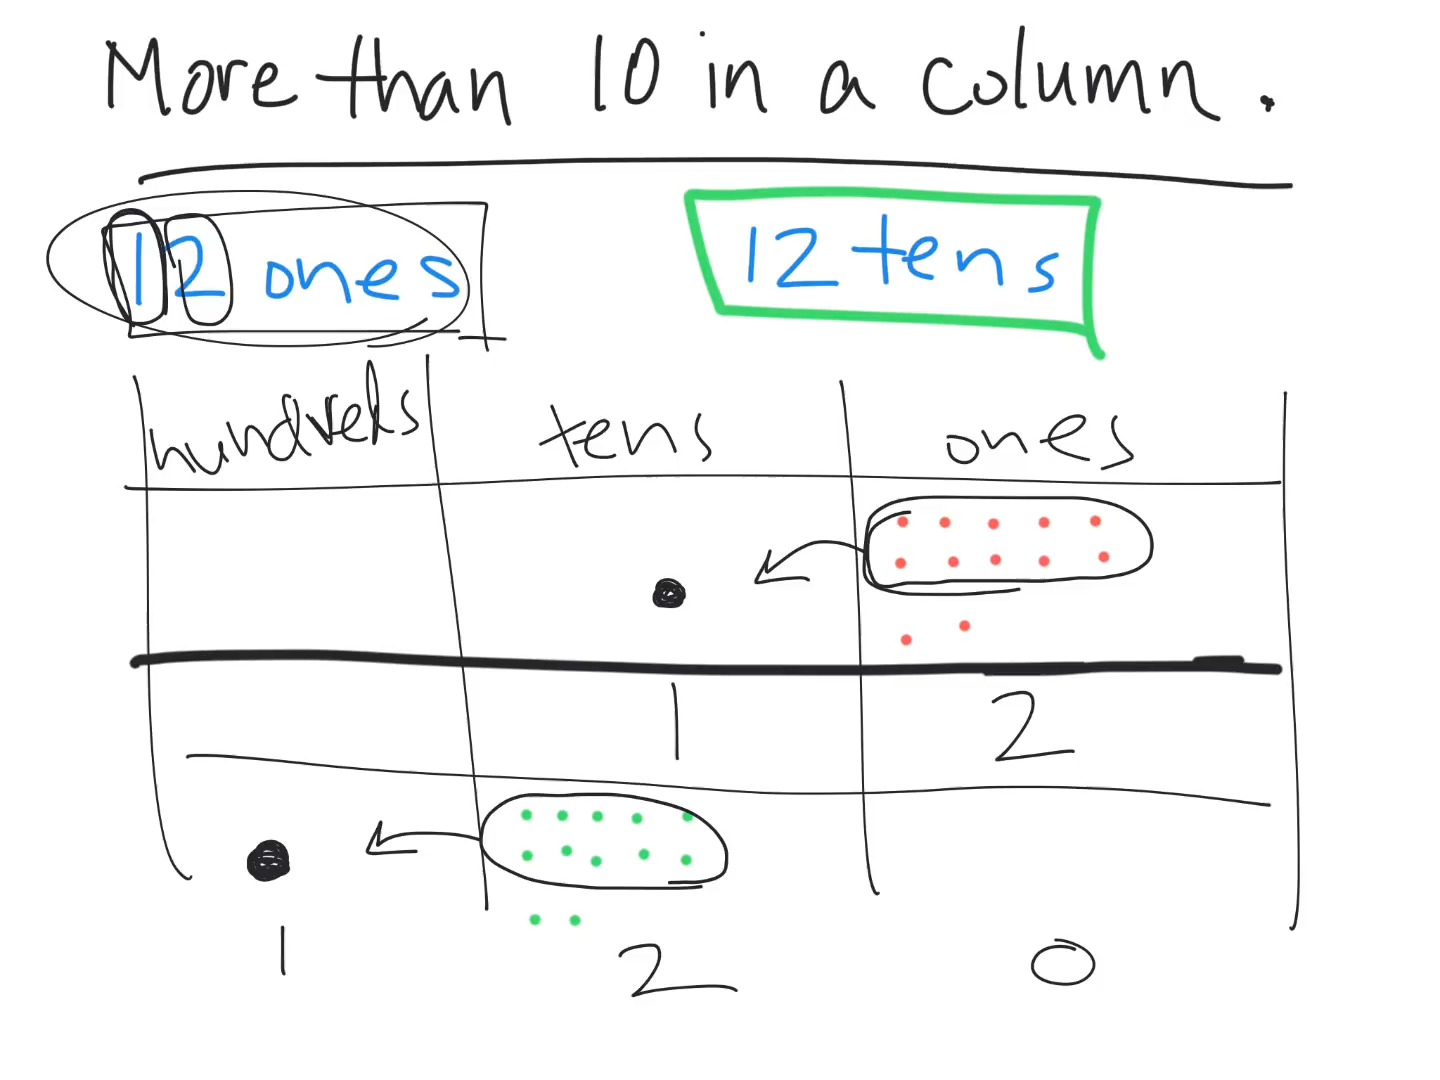 More than 10 in a column.
12 ones 12 tens
hundreds tens ones
1 2
1 2 0